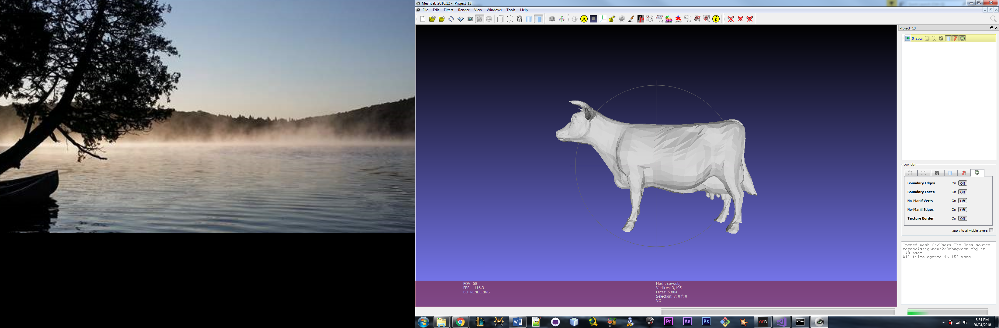 MeshLab 2016.12 - [Project_13]
File Edit Filters Render View Windows Tools Help
A
PP
GEOREF
i
Project_13
0 cow
cow.obj
Boundary Edges On Off
Boundary Faces On Off
No-Manif Verts On Off
No-Manif Edges On Off
Texture Border On Off
apply to all visible layers
Opened mesh C:/Users/The Boss/source/
repos/Assignment2/Debug/cow.obj in
140 msec
All files opened in 156 msec
FOV: 60
FPS: 116.3
BO_RENDERING
Mesh: cow.obj
Vertices: 3,195
Faces: 5,804
Selection: v: 0 f: 0
VC
W
Pr
Ae
Ps
OSB
8:34 PM
20/04/2018